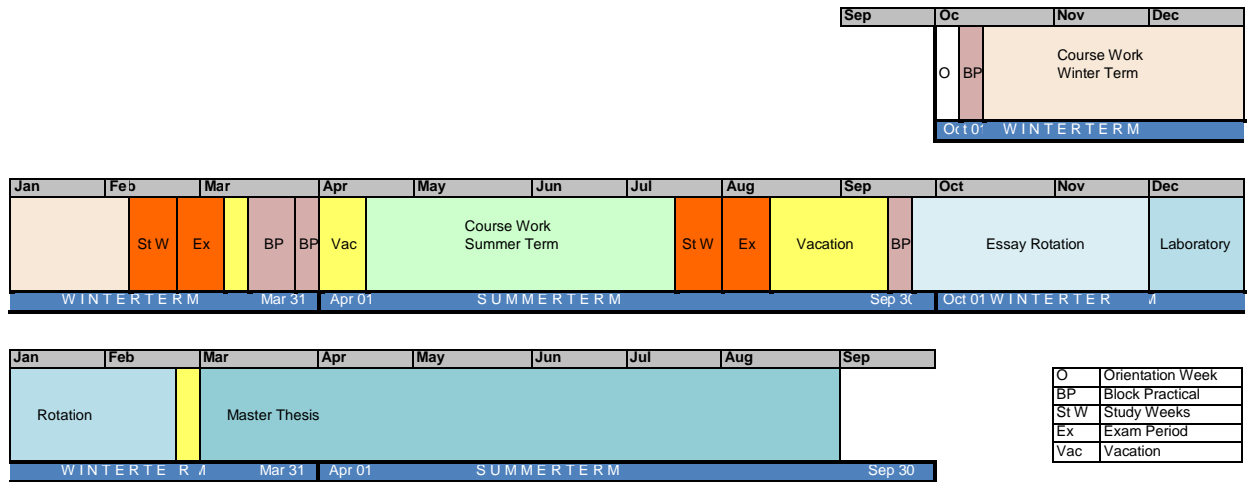 Sep Oc Nov Dec
O BP Course Work
Winter Term
Oct 01 W I N T E R T E R M
Jan Feb Mar Apr May Jun Jul Aug Sep Oct Nov Dec
St W Ex BP BP Vac Course Work
Summer Term St W Ex Vacation BP Essay Rotation Laboratory
W I N T E R T E R M Mar 31 Apr 01 S U M M E R T E R M Sep 30 Oct 01 W I N T E R T E R M
Jan Feb Mar Apr May Jun Jul Aug Sep
Rotation Master Thesis
W I N T E R T E R M Mar 31 Apr 01 S U M M E R T E R M Sep 30
O Orientation Week
BP Block Practical
St W Study Weeks
Ex Exam Period
Vac Vacation